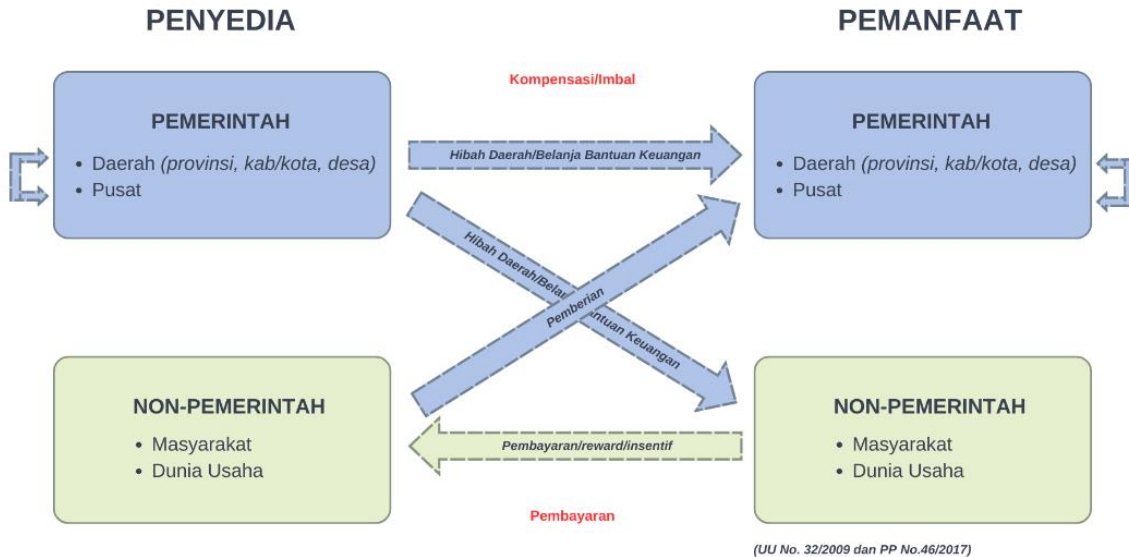 PENYEDIA
PEMANFAAT
Kompensasi/Imbal
PEMERINTAH
• Daerah (provinsi, kab/kota, desa)
• Pusat
Hibah Daerah/Belanja Bantuan Keuangan
PEMERINTAH
• Daerah (provinsi, kab/kota, desa)
• Pusat
Hibah Daerah/Belan antuan Keuangan
Pemberian
NON-PEMERINTAH
• Masyarakat
• Dunia Usaha
Pembayaran/reward/insentif
NON-PEMERINTAH
• Masyarakat
• Dunia Usaha
Pembayaran
(UU No. 32/2009 dan PP No.46/2017)